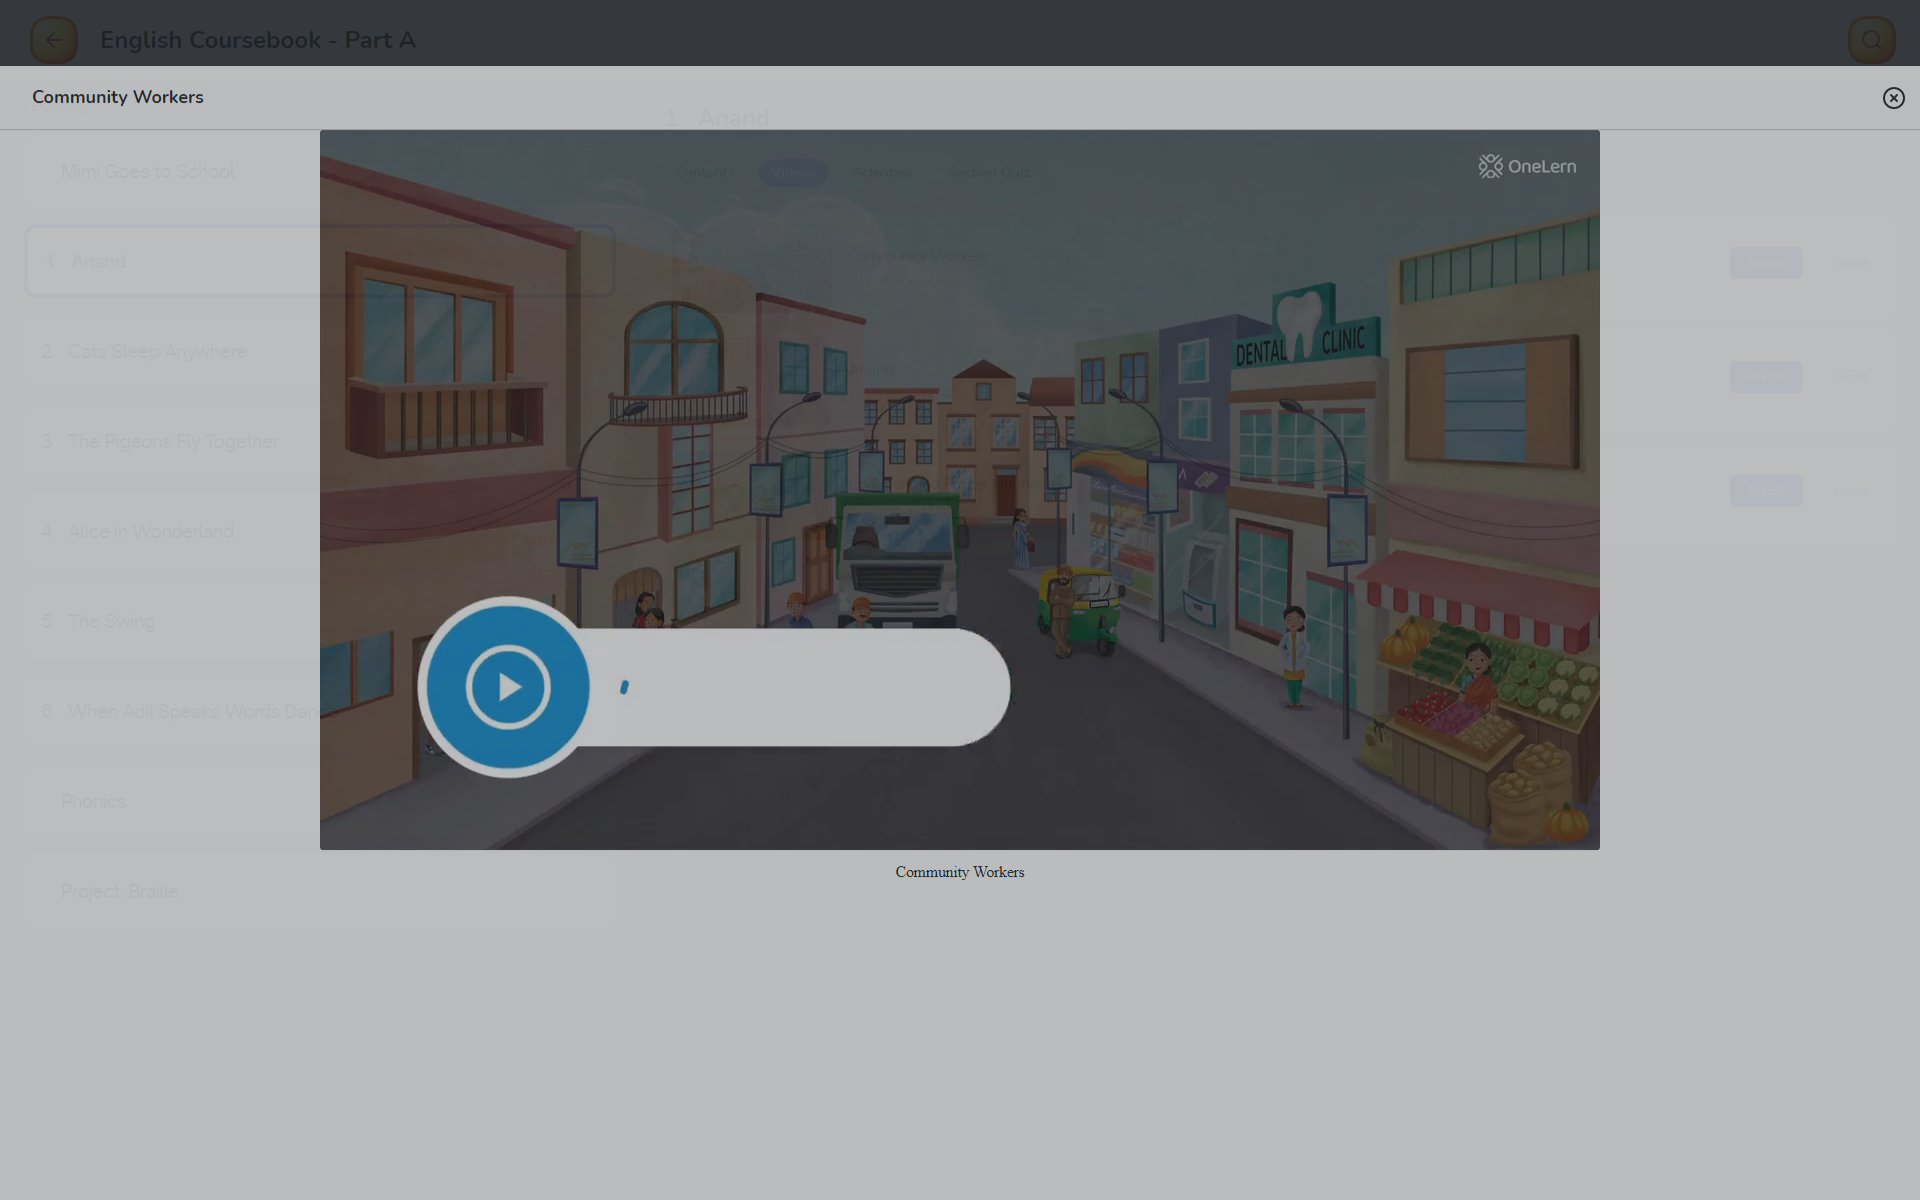 English Coursebook - Part A
Community Workers
1 Anand
Mimi Goes to School
Contents Videos Activities Section Quiz
OneLern
1 Anand
Community Workers
2 Cats Sleep Anywhere
DENTAL CLINIC
Anand
3 The Pigeons Fly Together
4 Alice in Wonderland
5 The Swing
6 When Adil Speaks Words Dan
Phonics
Project: Braille
Community Workers